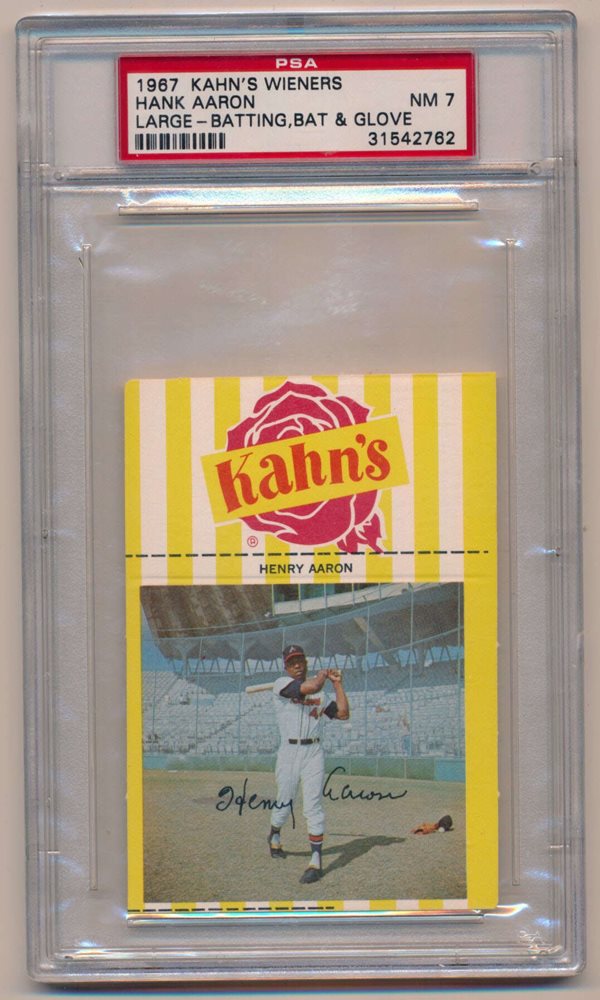 PSA
1967 KAHN'S WIENERS
HANK AARON NM 7
LARGE-BATTING,BAT & GLOVE
31542762
Kahn's
®
HENRY AARON
Henry Aaron